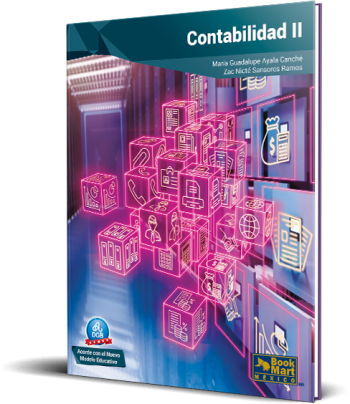 Contabilidad II
María Guadalupe Ayala Canché
Zac Nicté Sansores Ramos
DGB
Acorde con el Nuevo
Modelo Educativo
Book
Mart
MÉXICO